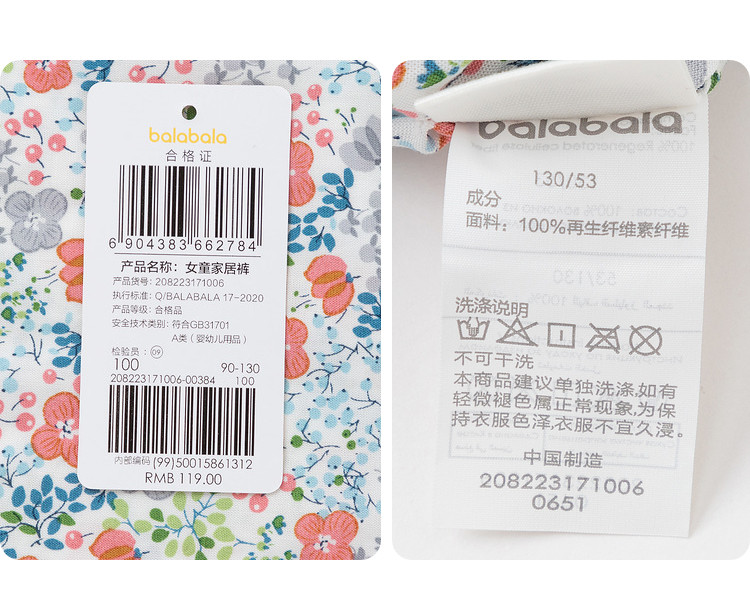 balabala
合格证
6 904383 662784
产品名称：女童家居裤
产品货号：208223171006
执行标准：Q/BALABALA 17-2020
产品等级：合格品
安全技术类别：符合GB31701
A类（婴幼儿用品）
检验员：09
100 90-130
208223171006-00384 100
内部编码 (99)50015861312
RMB 119.00
balabala
130/53
成分
面料：100%再生纤维素纤维
洗涤说明
不可干洗
本商品建议单独洗涤,如有
轻微褪色属正常现象,为保
持衣服色泽,衣服不宜久浸。
中国制造
208223171006
0651